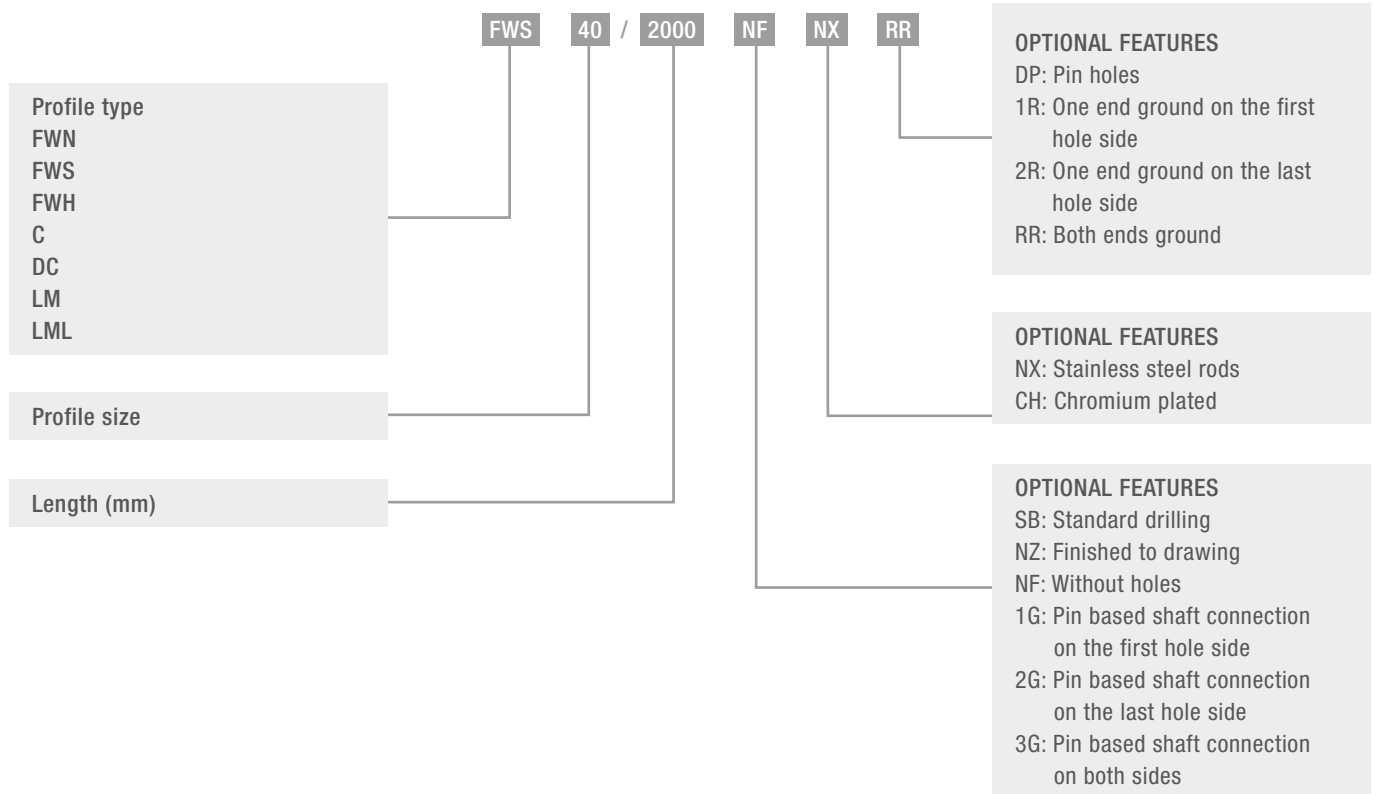 FWS 40 / 2000 NF NX RR
Profile type
FWN
FWS
FWH
C
DC
LM
LML
Profile size
Length (mm)
OPTIONAL FEATURES
DP: Pin holes
1R: One end ground on the first
hole side
2R: One end ground on the last
hole side
RR: Both ends ground
OPTIONAL FEATURES
NX: Stainless steel rods
CH: Chromium plated
OPTIONAL FEATURES
SB: Standard drilling
NZ: Finished to drawing
NF: Without holes
1G: Pin based shaft connection
on the first hole side
2G: Pin based shaft connection
on the last hole side
3G: Pin based shaft connection
on both sides